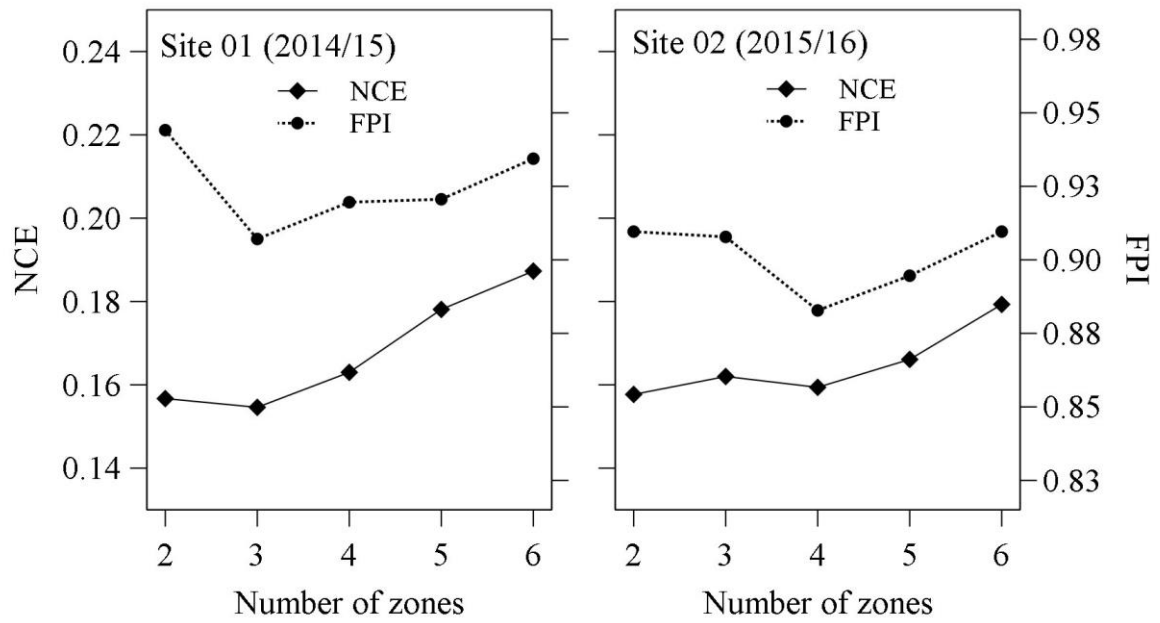 NCE
0.24
0.22
0.20
0.18
0.16
0.14
Site 01 (2014/15)
NCE
FPI
2 3 4 5 6
Number of zones
Site 02 (2015/16)
NCE
FPI
2 3 4 5 6
Number of zones
0.98
0.95
0.93
0.90
0.88
0.85
0.83
FPI